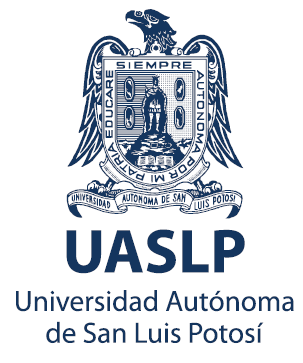 SIEMPRE AUTONOMA POR MI PATRIA EDUCARE
UNIVERSIDAD AUTONOMA DE SAN LUIS POTOSI
UASLP
Universidad Autónoma
de San Luis Potosí